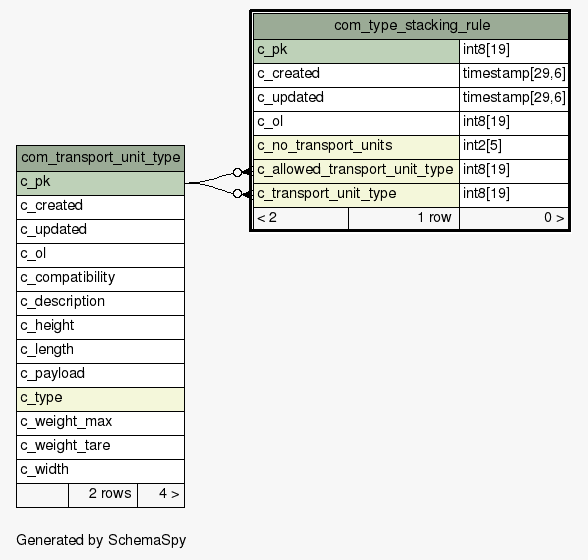 com_type_stacking_rule
c_pk int8[19]
c_created timestamp[29,6]
c_updated timestamp[29,6]
c_ol int8[19]
c_no_transport_units int2[5]
c_allowed_transport_unit_type int8[19]
c_transport_unit_type int8[19]
< 2 1 row 0 >
com_transport_unit_type
c_pk
c_created
c_updated
c_ol
c_compatibility
c_description
c_height
c_length
c_payload
c_type
c_weight_max
c_weight_tare
c_width
2 rows 4 >
Generated by SchemaSpy